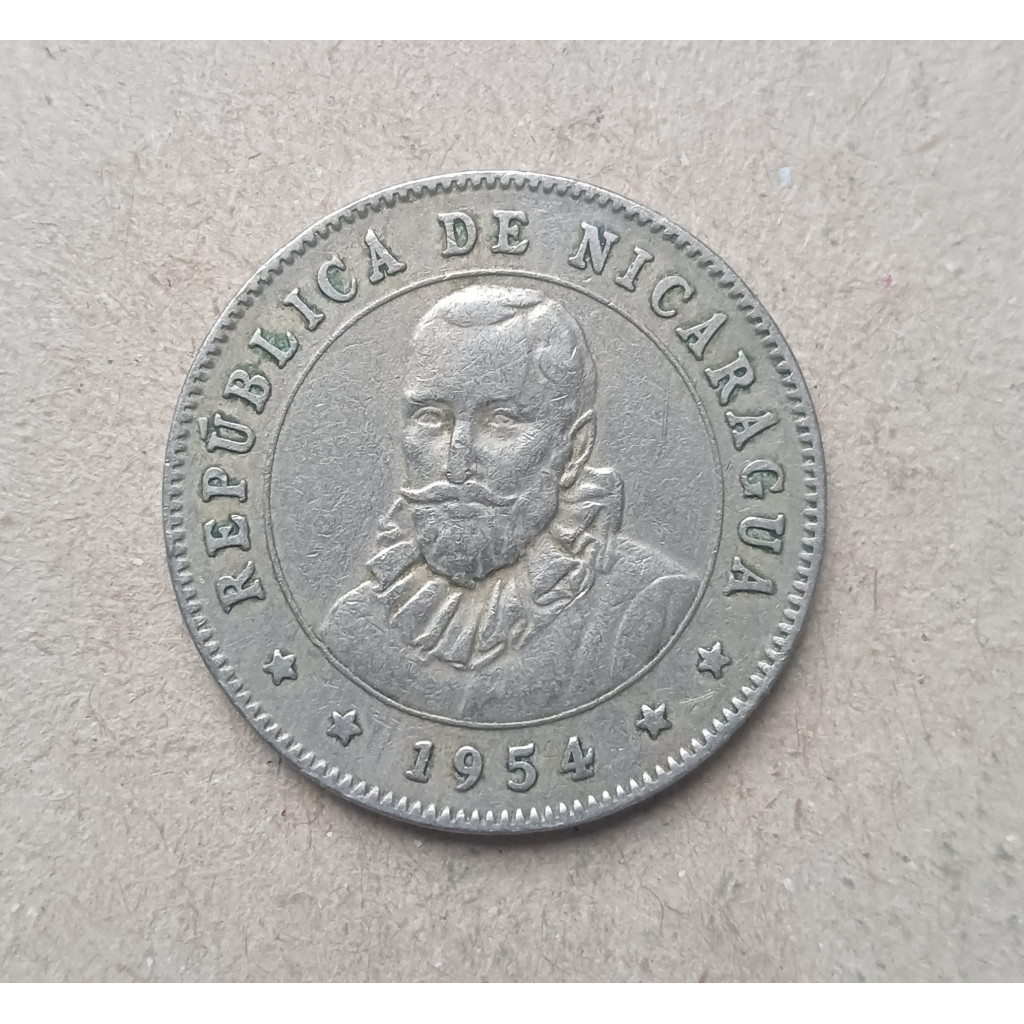 REPÚBLICA DE NICARAGUA
1954